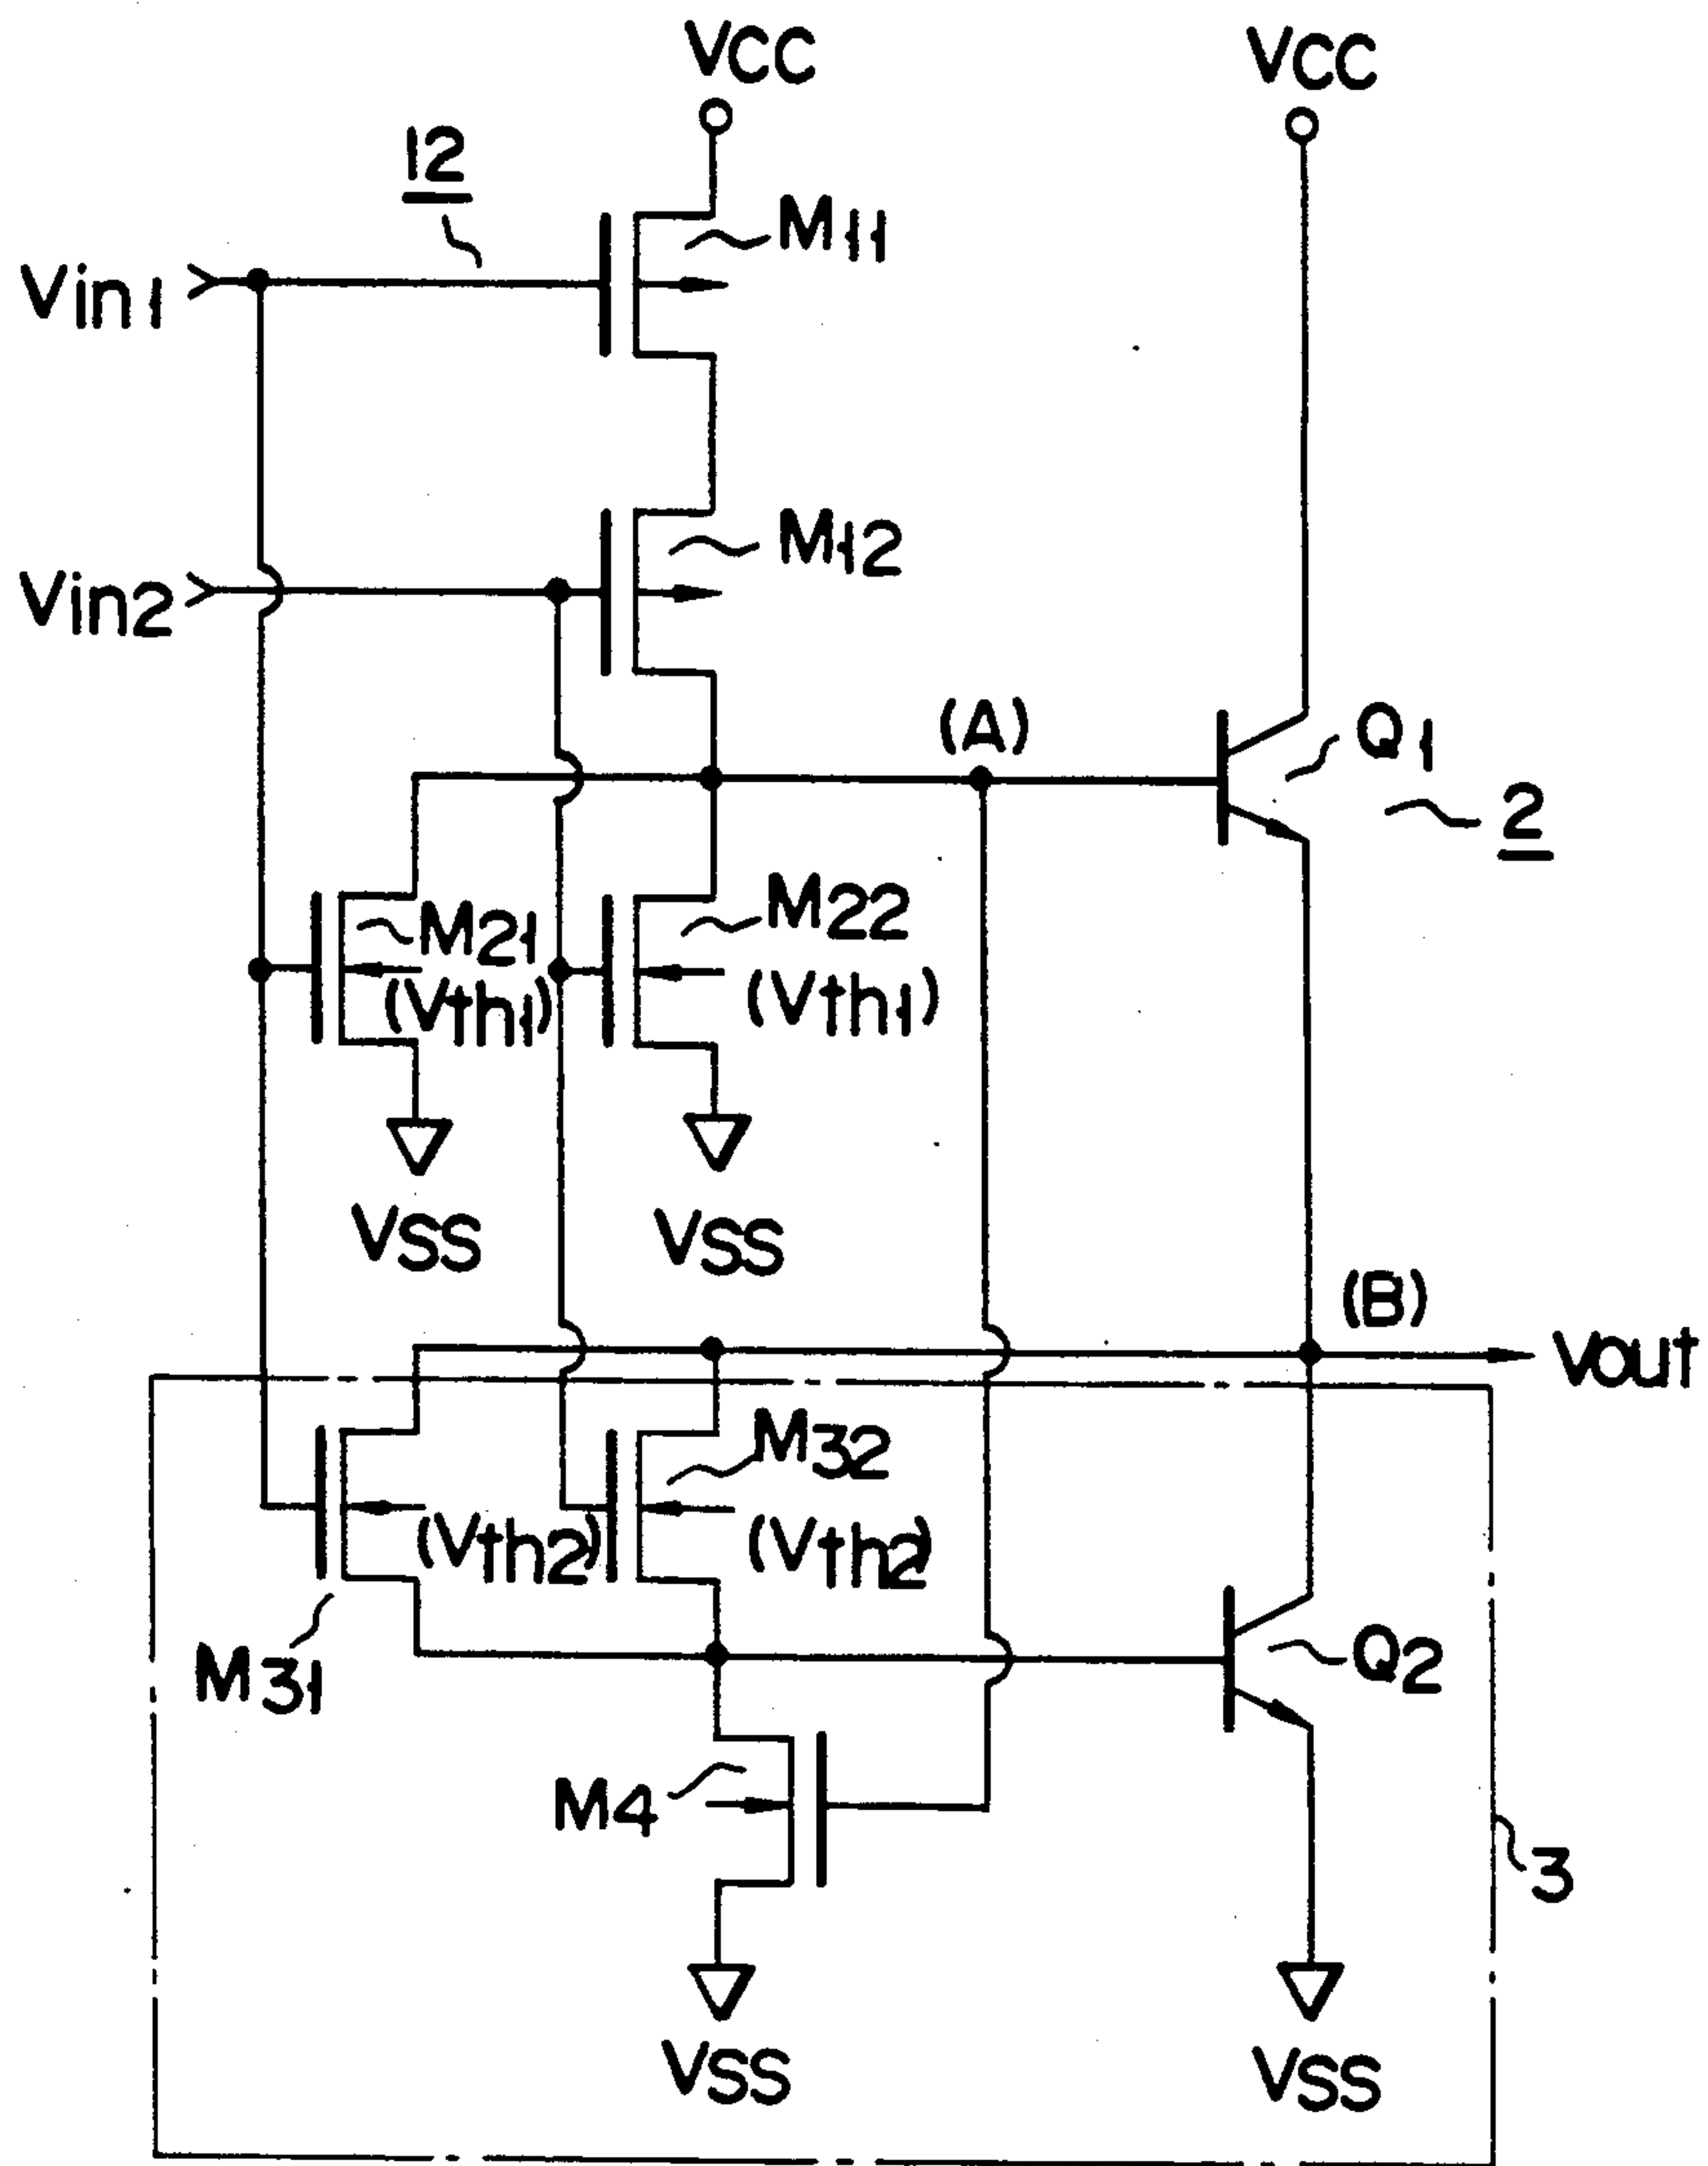 VCC
VCC
12
M11
Vin1
M12
Vin2
(A)
Q1
2
M21
(Vth1)
M22
(Vth1)
VSS
VSS
(B)
Vout
M32
(Vth2)
(Vth2)
M31
Q2
M4
3
VSS
VSS